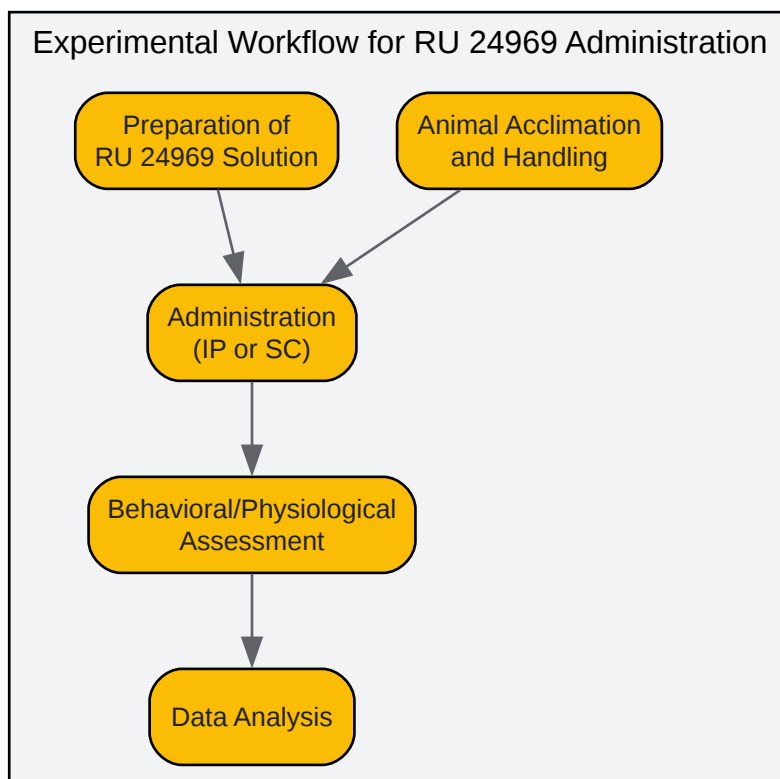 Experimental Workflow for RU 24969 Administration
Preparation of
RU 24969 Solution
Animal Acclimation
and Handling
Administration
(IP or SC)
Behavioral/Physiological
Assessment
Data Analysis